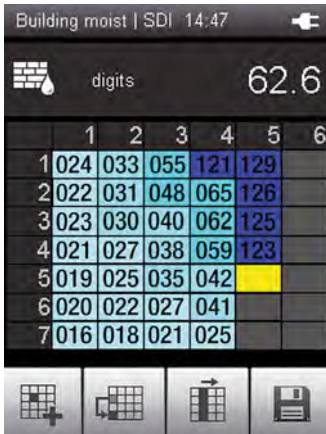 Building moist | SDI 14:47
digits 62.6
1 2 3 4 5 6
1 024 033 055 121 129
2 022 031 048 065 126
3 023 030 040 062 125
4 021 027 038 059 123
5 019 025 035 042
6 020 022 027 041
7 016 018 021 025